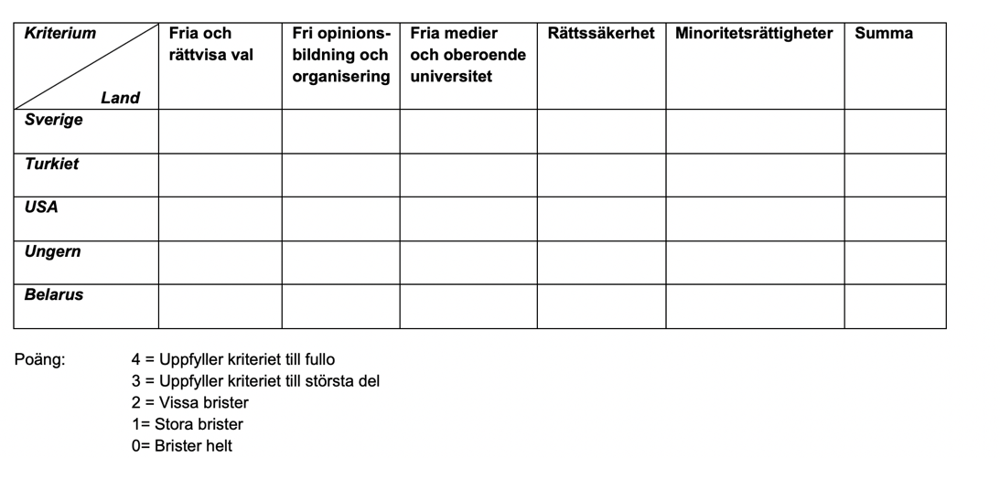 Kriterium
Land
Fria och
rättvisa val
Fri opinions-
bildning och
organisering
Fria medier
och oberoende
universitet
Rättssäkerhet
Minoritetsrättigheter
Summa
Sverige
Turkiet
USA
Ungern
Belarus
Poäng: 4 = Uppfyller kriteriet till fullo
3 = Uppfyller kriteriet till största del
2 = Vissa brister
1= Stora brister
0= Brister helt